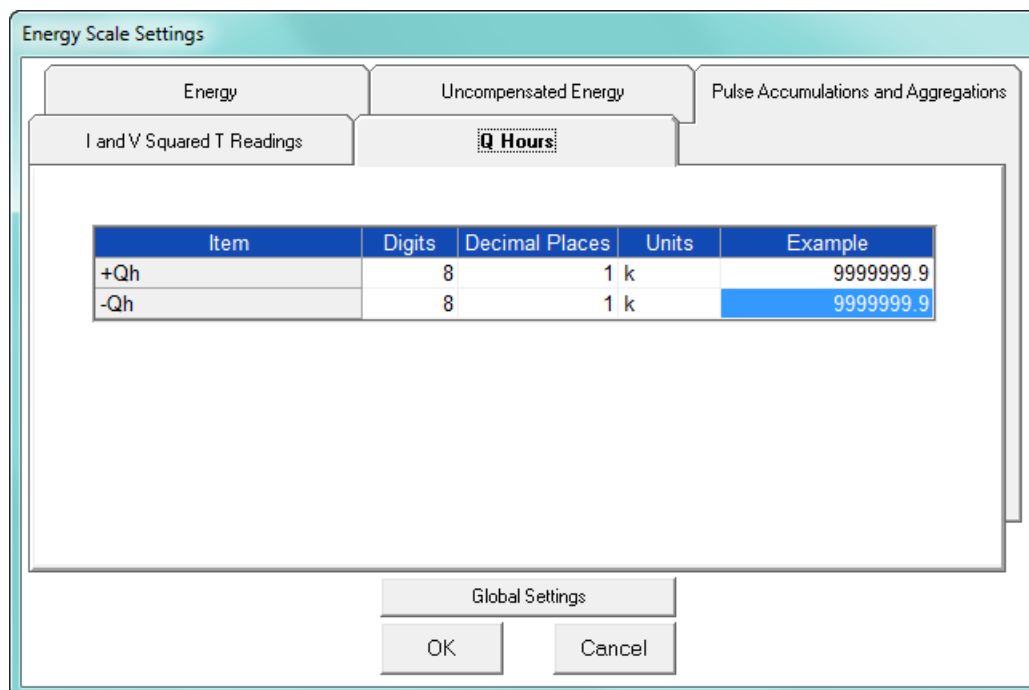 Energy Scale Settings
Energy Uncompensated Energy Pulse Accumulations and Aggregations
I and V Squared T Readings Q Hours
Item Digits Decimal Places Units Example
+Qh 8 1 k 9999999.9
-Qh 8 1 k 9999999.9
Global Settings
OK Cancel